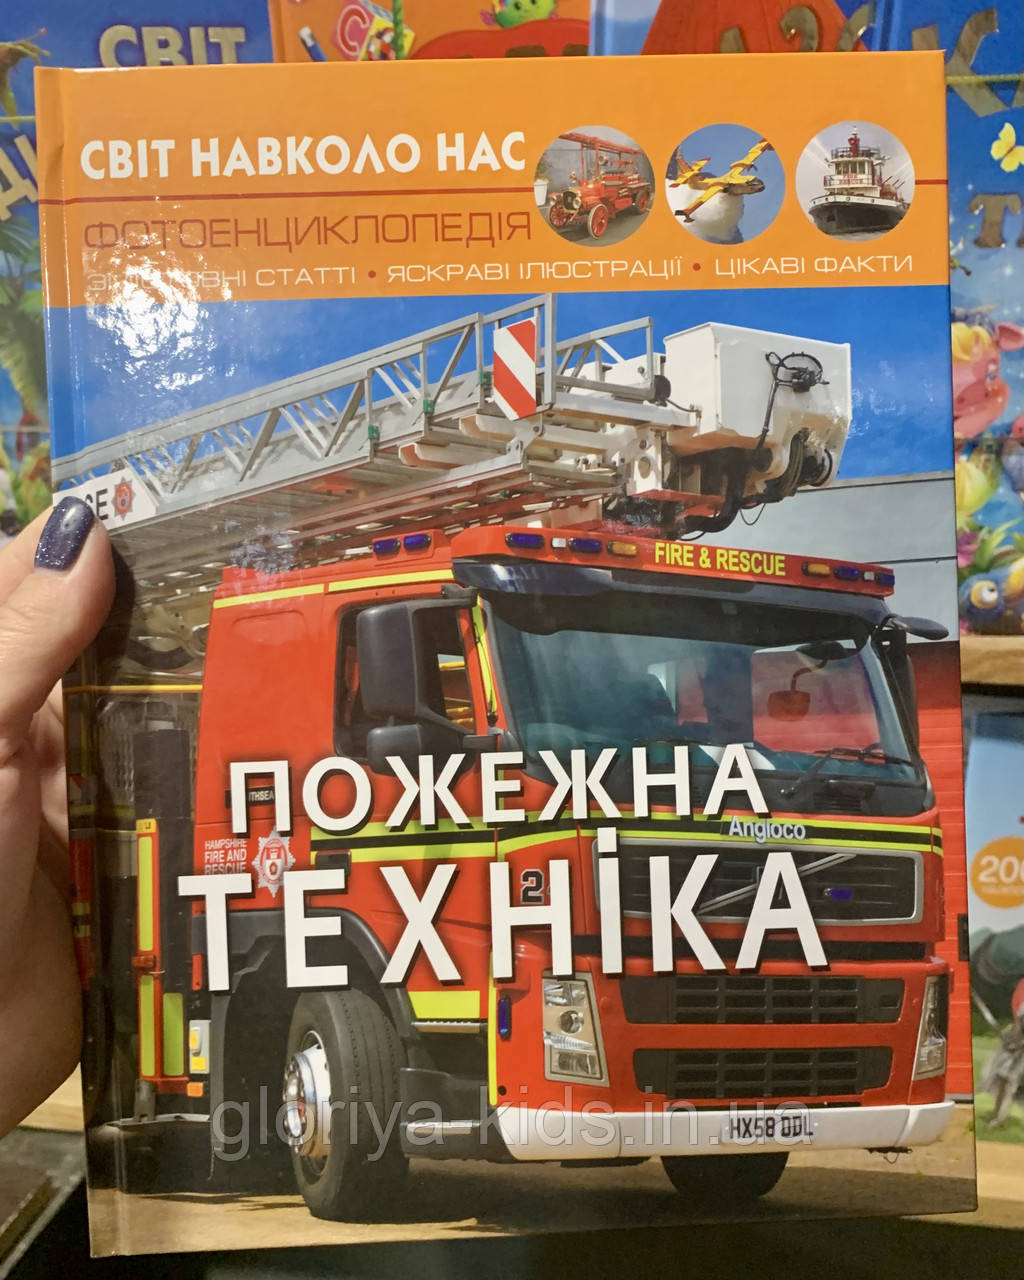 СВІТ
СВІТ НАВКОЛО НАС
ФОТОЕНЦИКЛОПЕДІЯ
СТАТТІ • ЯСКРАВІ ІЛЮСТРАЦІЇ • ЦІКАВІ ФАКТИ
FIRE & RESCUE
ПОЖЕЖНА
Angloco
HAMPSHIRE
FIRE AND
RESCUE
ТЕХНІКА
gloriya-kids.in.ua
HX58 DDL